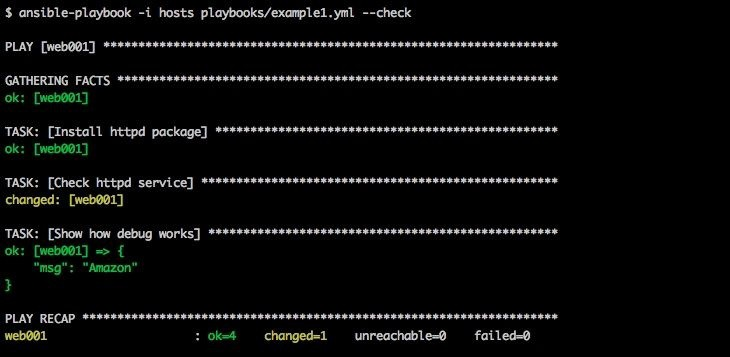 $ ansible-playbook -i hosts playbooks/example1.yml --check
PLAY [web001] *****************************************************************
GATHERING FACTS ***************************************************************
ok: [web001]
TASK: [Install httpd package] *************************************************
ok: [web001]
TASK: [Check httpd service] ***************************************************
changed: [web001]
TASK: [Show how debug works] **************************************************
ok: [web001] => {
    "msg": "Amazon"
}
PLAY RECAP ********************************************************************
web001                     : ok=4    changed=1    unreachable=0    failed=0